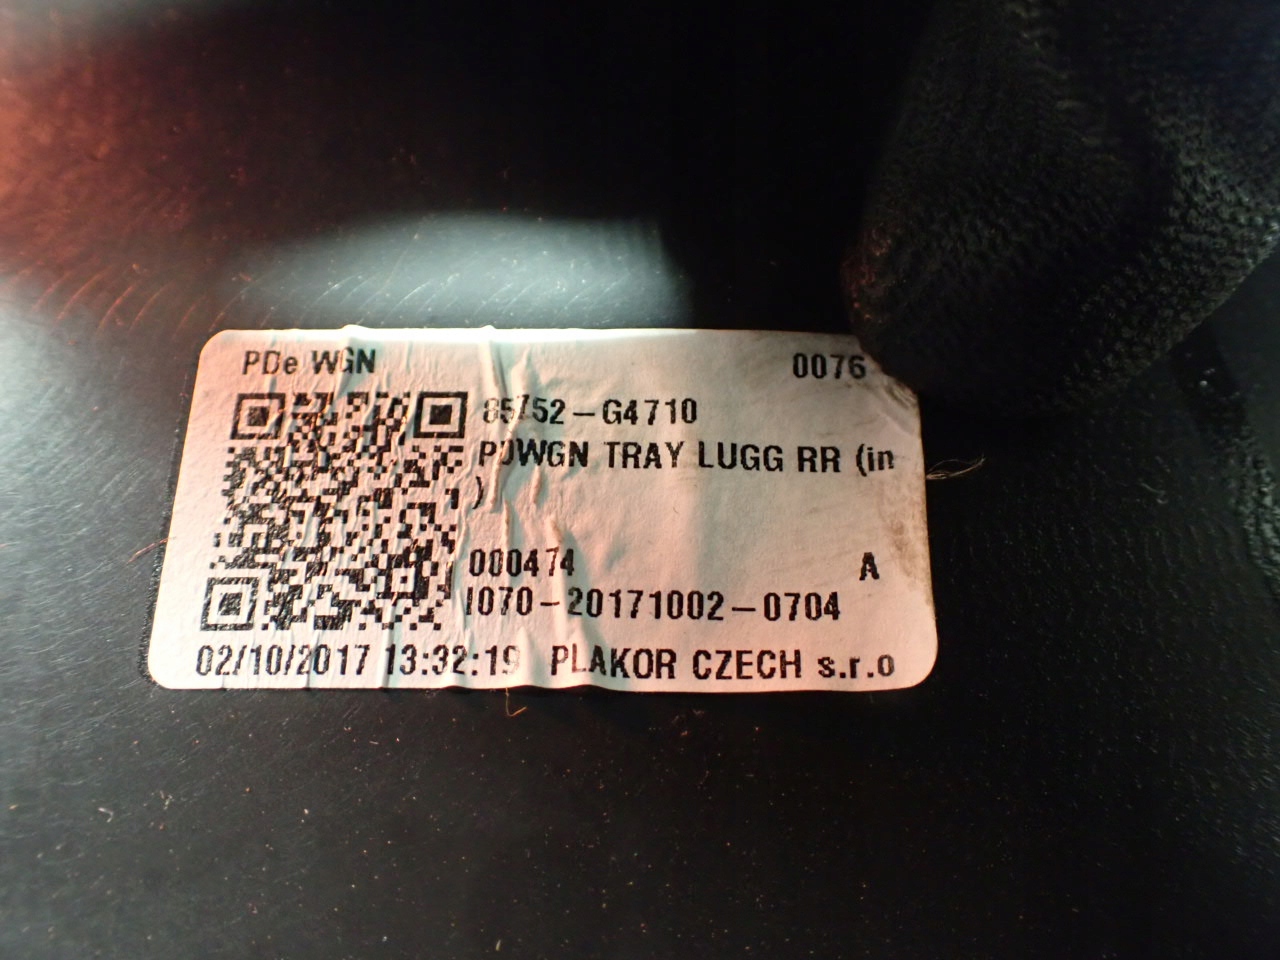 PDe WGN 0076
85752-G4710
PDWGN TRAY LUGG RR (in
)
000474 A
I070-20171002-0704
02/10/2017 13:32:19 PLAKOR CZECH s.r.o